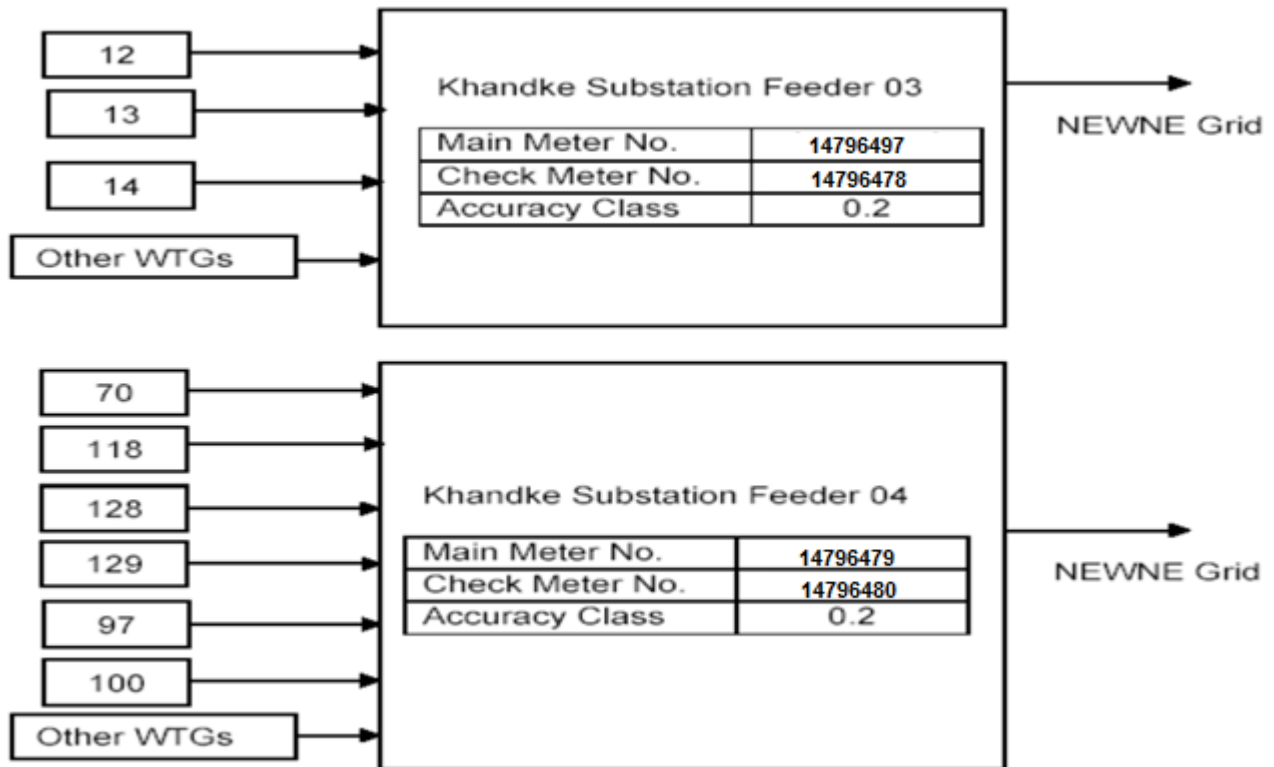 12
13
14
Other WTGs
Khandke Substation Feeder 03
Main Meter No. 14796497
Check Meter No. 14796478
Accuracy Class 0.2
NEWNE Grid
70
118
128
129
97
100
Other WTGs
Khandke Substation Feeder 04
Main Meter No. 14796479
Check Meter No. 14796480
Accuracy Class 0.2
NEWNE Grid